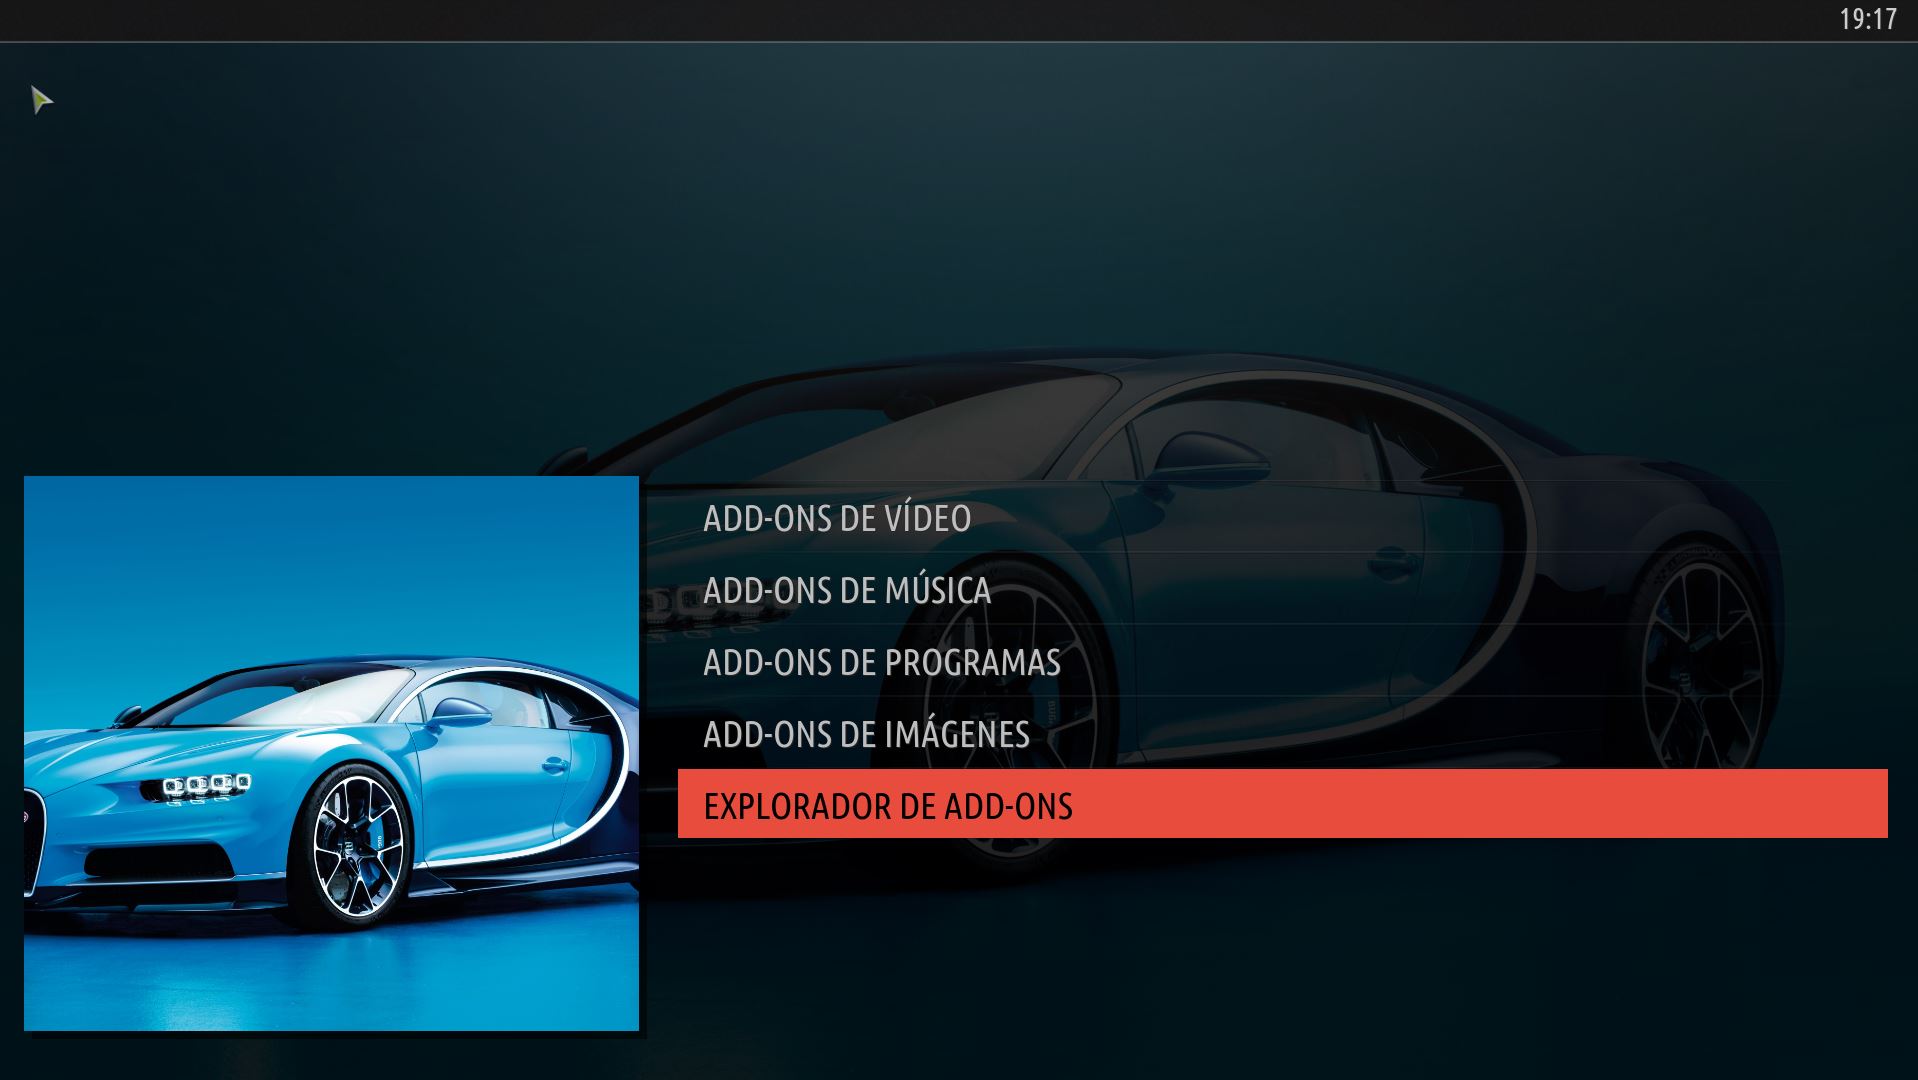 19:17
ADD-ONS DE VÍDEO
ADD-ONS DE MÚSICA
ADD-ONS DE PROGRAMAS
ADD-ONS DE IMÁGENES
EXPLORADOR DE ADD-ONS